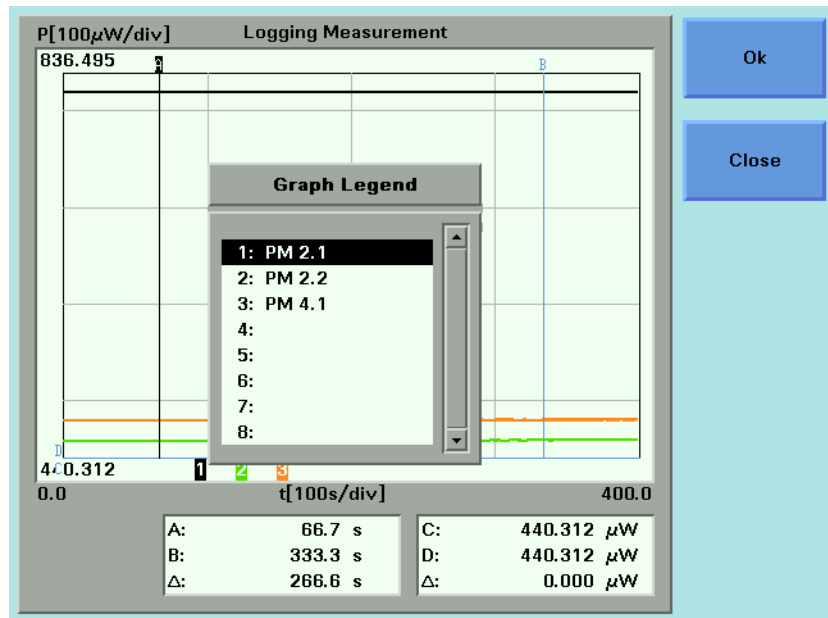 P[100µW/div] Logging Measurement
836.495 A B
Ok
Close
Graph Legend
1: PM 2.1
2: PM 2.2
3: PM 4.1
4:
5:
6:
7:
8:
D
C
440.312 1 2 3
0.0 t[100s/div] 400.0
A: 66.7 s C: 440.312 µW
B: 333.3 s D: 440.312 µW
Δ: 266.6 s Δ: 0.000 µW